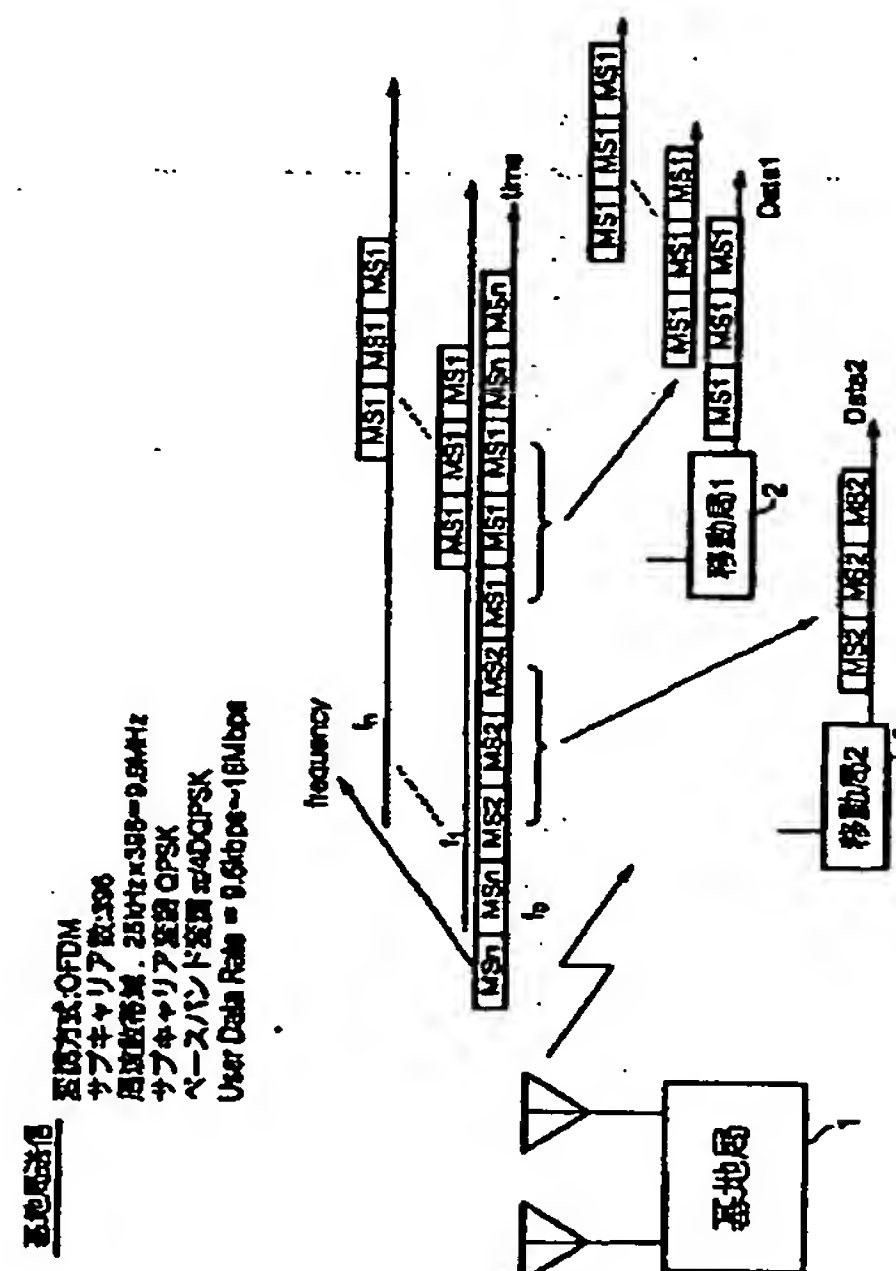 基地局送信
変調方式:OFDM
サブキャリア数:396
周波数帯域:25kHz×396=9.9MHz
サブキャリア変調 QPSK
ベースバンド変調 π/4DQPSK
User Data Rate = 9.6kbps~18Mbps
frequency
fn
MS1 MS1 MS1
f1
MS1 MS1 MS1
MSn MSn MS2 MS2 MS2 MS1 MS1 MS1 MSn MSn
time
f0
MS1 MS1 MS1
MS1 MS1 MS1
MS1 MS1 MS1
Data1
移動局1
2
MS2 MS2 MS2
Data2
移動局2
基地局
1